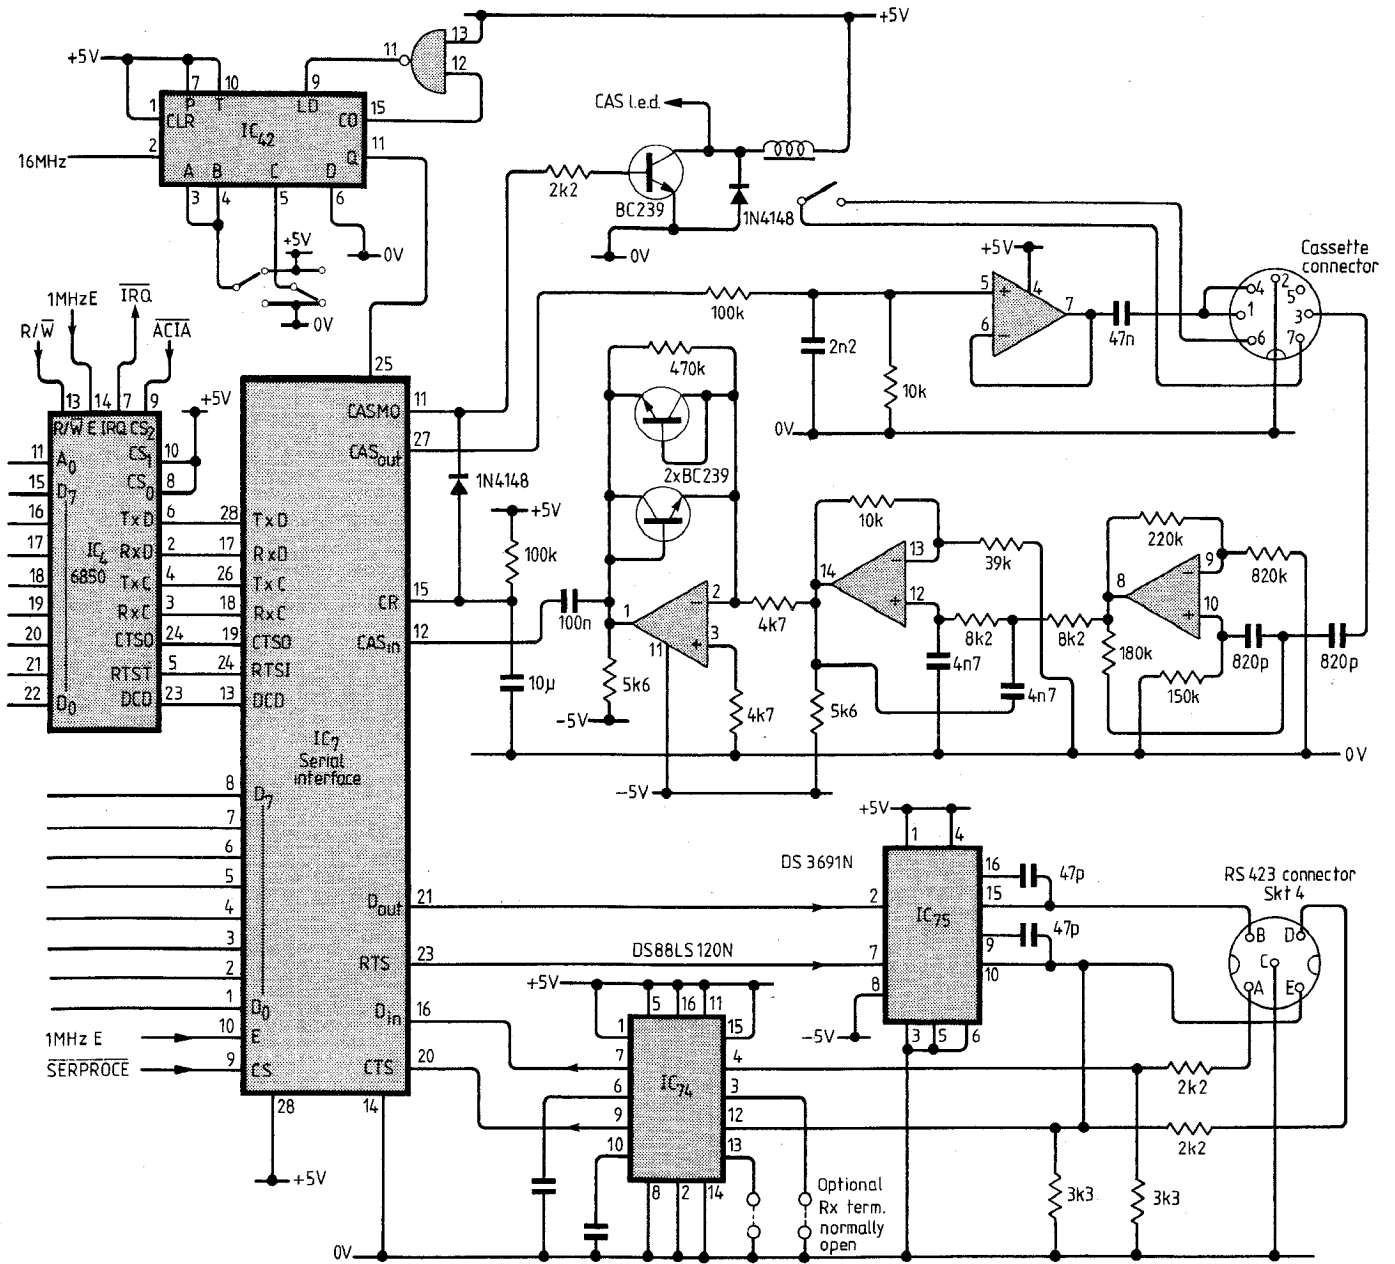 +5V
13
12
11
+5V
7
10
9
P
T
LD
1
CLR
IC42
CO
15
2
16MHz
Q
11
A
B
C
D
3
4
5
6
+5V
0V
0V
CAS l.e.d.
2k2
BC239
1N4148
0V
+5V
5
+
4
7
6
−
47n
100k
2n2
10k
0V
Cassette
connector
4
2
5
1
3
6
7
1MHzE
IRQ
R/W
ACIA
13
14
7
9
+5V
R/W E IRQ CS2
11
A0
CS1
10
15
D7
CS0
8
16
TxD
6
17
IC4
6850
RxD
2
18
TxC
4
19
RxC
3
20
CTSO
24
21
RTST
5
22
D0
DCD
23
25
28
TxD
17
RxD
26
TxC
18
RxC
19
CTSO
24
RTSI
13
DCD
CASMO
11
CASout
27
1N4148
+5V
100k
CR
15
CASin
12
10µ
100n
470k
2xBC239
1
−
2
+
3
11
5k6
−5V
4k7
4k7
−5V
10k
14
−
13
+
12
39k
8k2
8k2
4n7
4n7
5k6
220k
8
−
9
+
10
820k
820p
820p
180k
150k
0V
IC7
Serial
interface
8
D7
7
6
5
4
3
2
1
D0
1MHz E
10
E
SERPROCE
9
CS
28
+5V
14
Dout
21
RTS
23
Din
16
CTS
20
+5V
1
4
DS 3691N
2
IC75
16
47p
15
9
47p
10
7
8
−5V
3
5
6
RS 423 connector
Skt 4
B
D
C
A
E
DS88LS120N
+5V
5
16
11
1
15
7
4
6
IC74
3
9
12
10
13
8
2
14
2k2
2k2
3k3
3k3
Optional
Rx term.
normally
open
0V